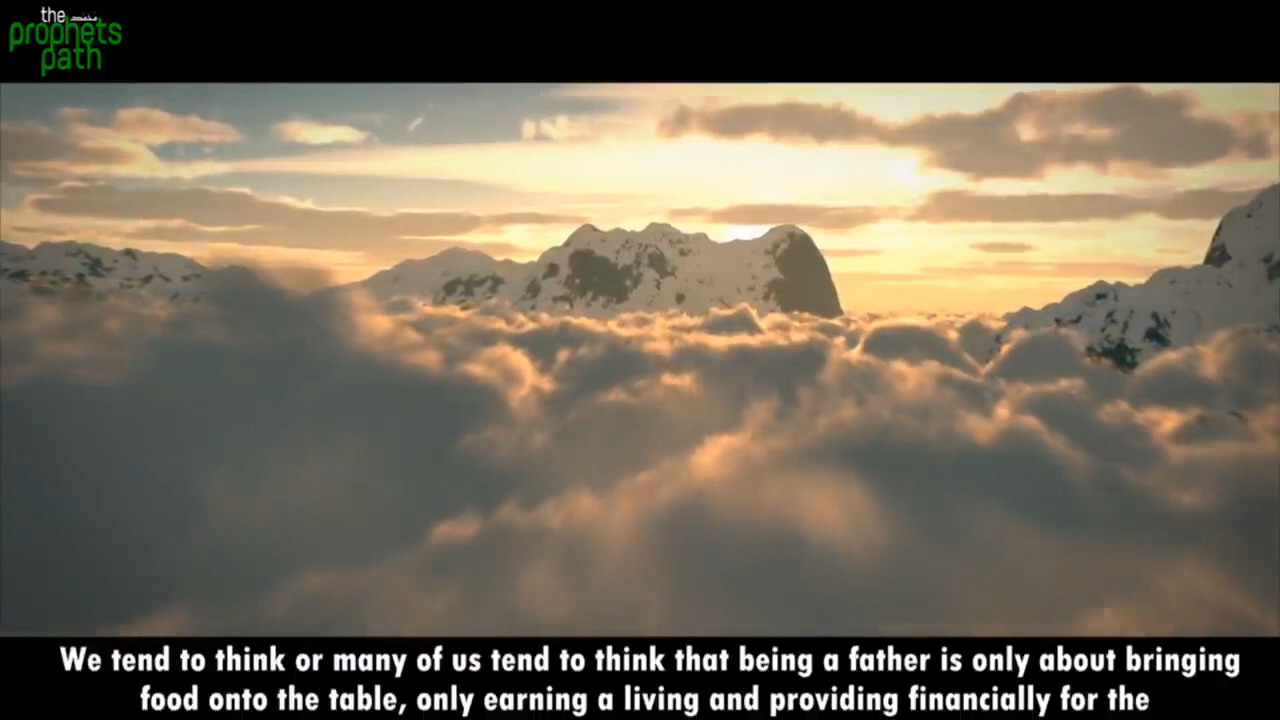 the
prophets
path
We tend to think or many of us tend to think that being a father is only about bringing
food onto the table, only earning a living and providing financially for the